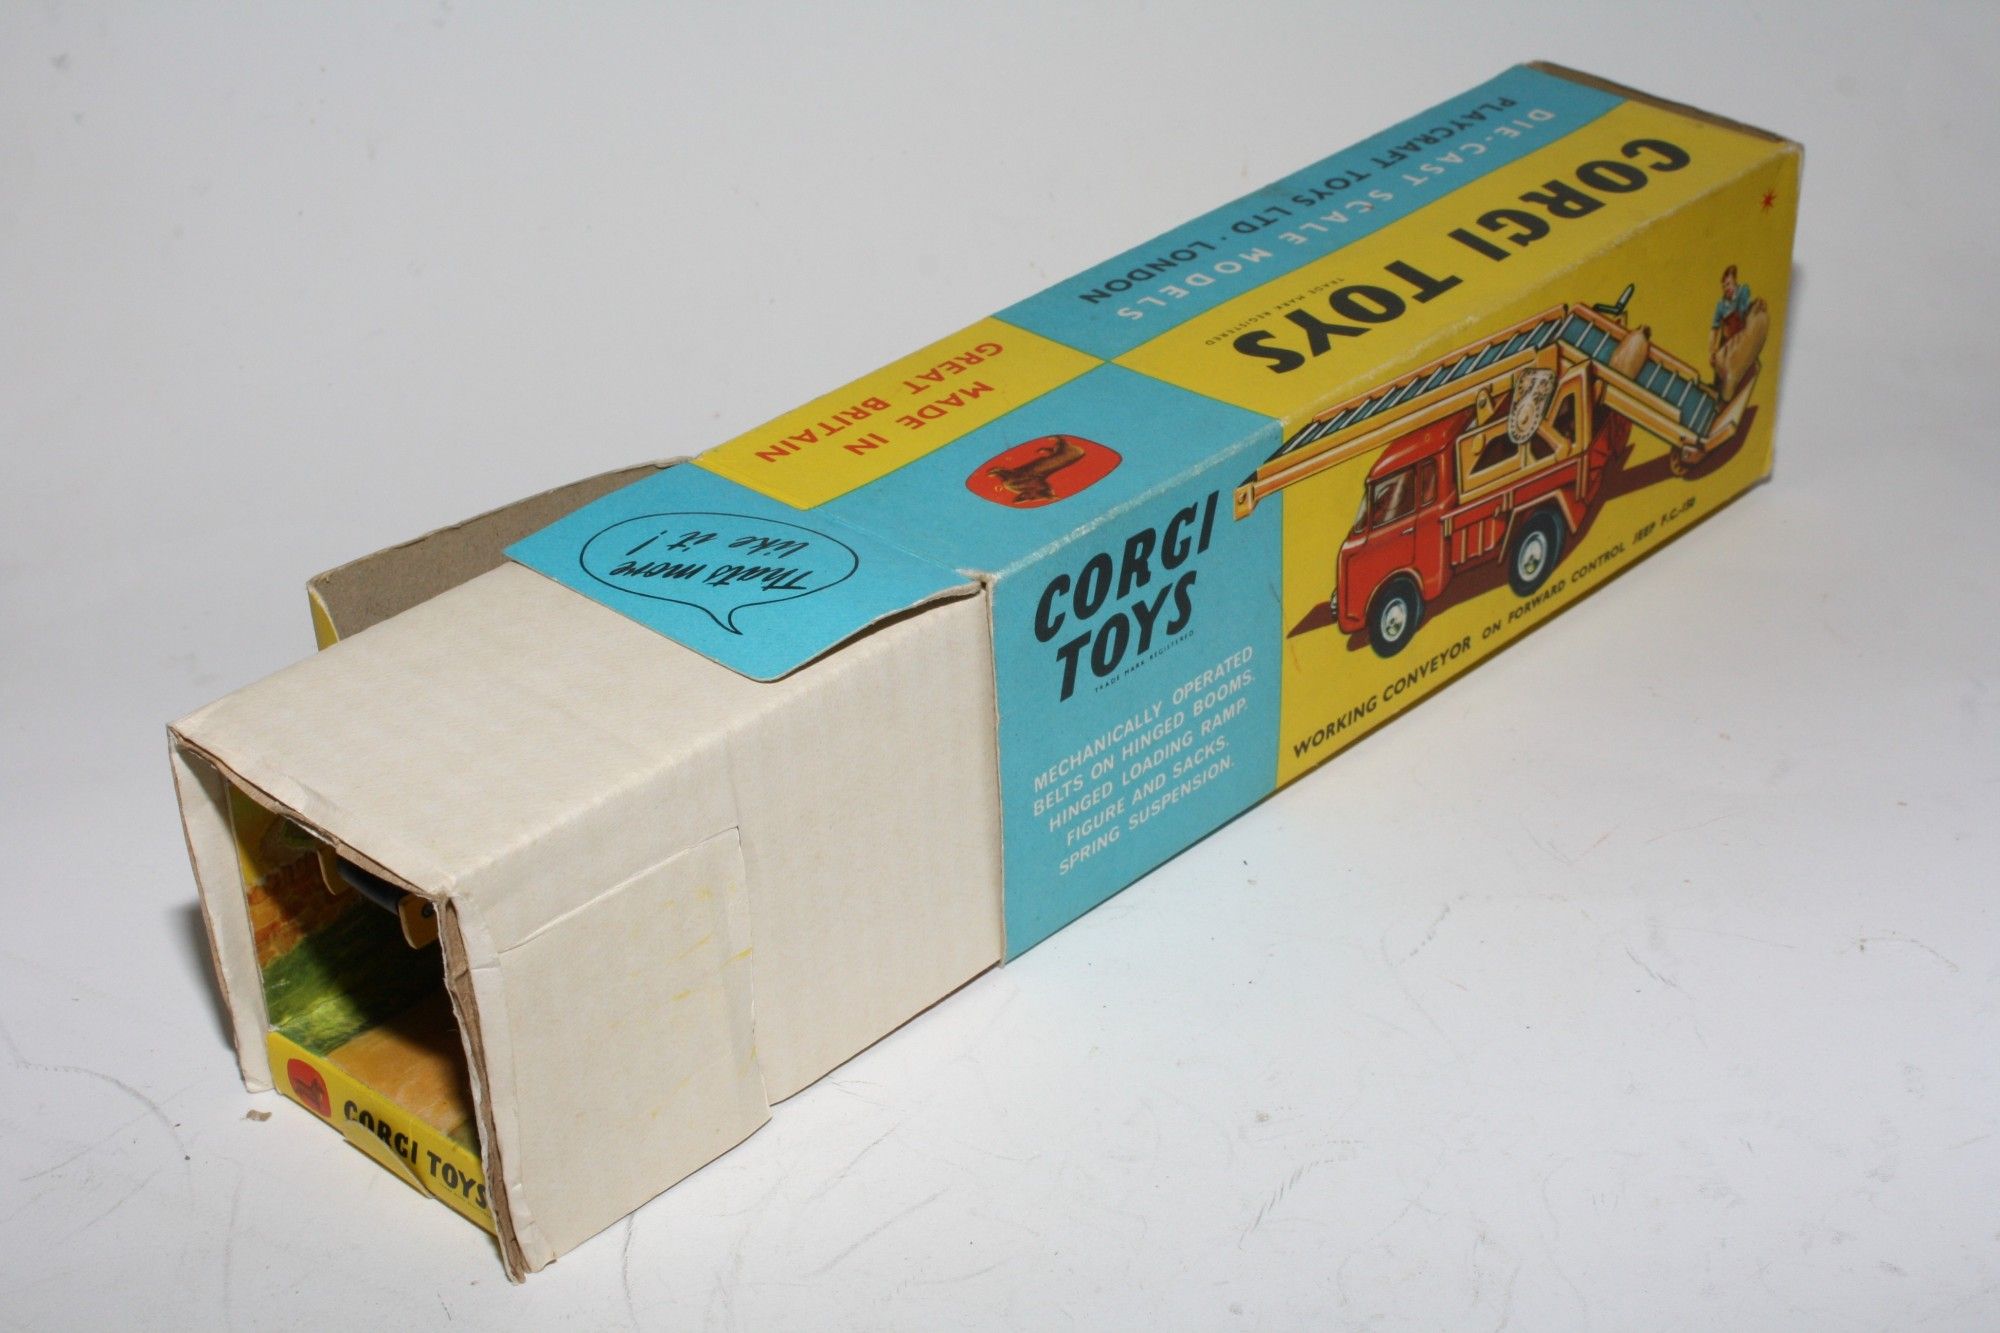 DIE-CAST SCALE MODELS
PLAYCRAFT TOYS LTD · LONDON
MADE IN
GREAT BRITAIN
CORGI TOYS
TRADE MARK REGISTERED
Thats more
like it!
CORGI
TOYS
TRADE MARK REGISTERED
MECHANICALLY OPERATED
BELTS ON HINGED BOOMS.
HINGED LOADING RAMP.
FIGURE AND SACKS.
SPRING SUSPENSION.
WORKING CONVEYOR ON FORWARD CONTROL JEEP F.C-150
CORGI TOYS